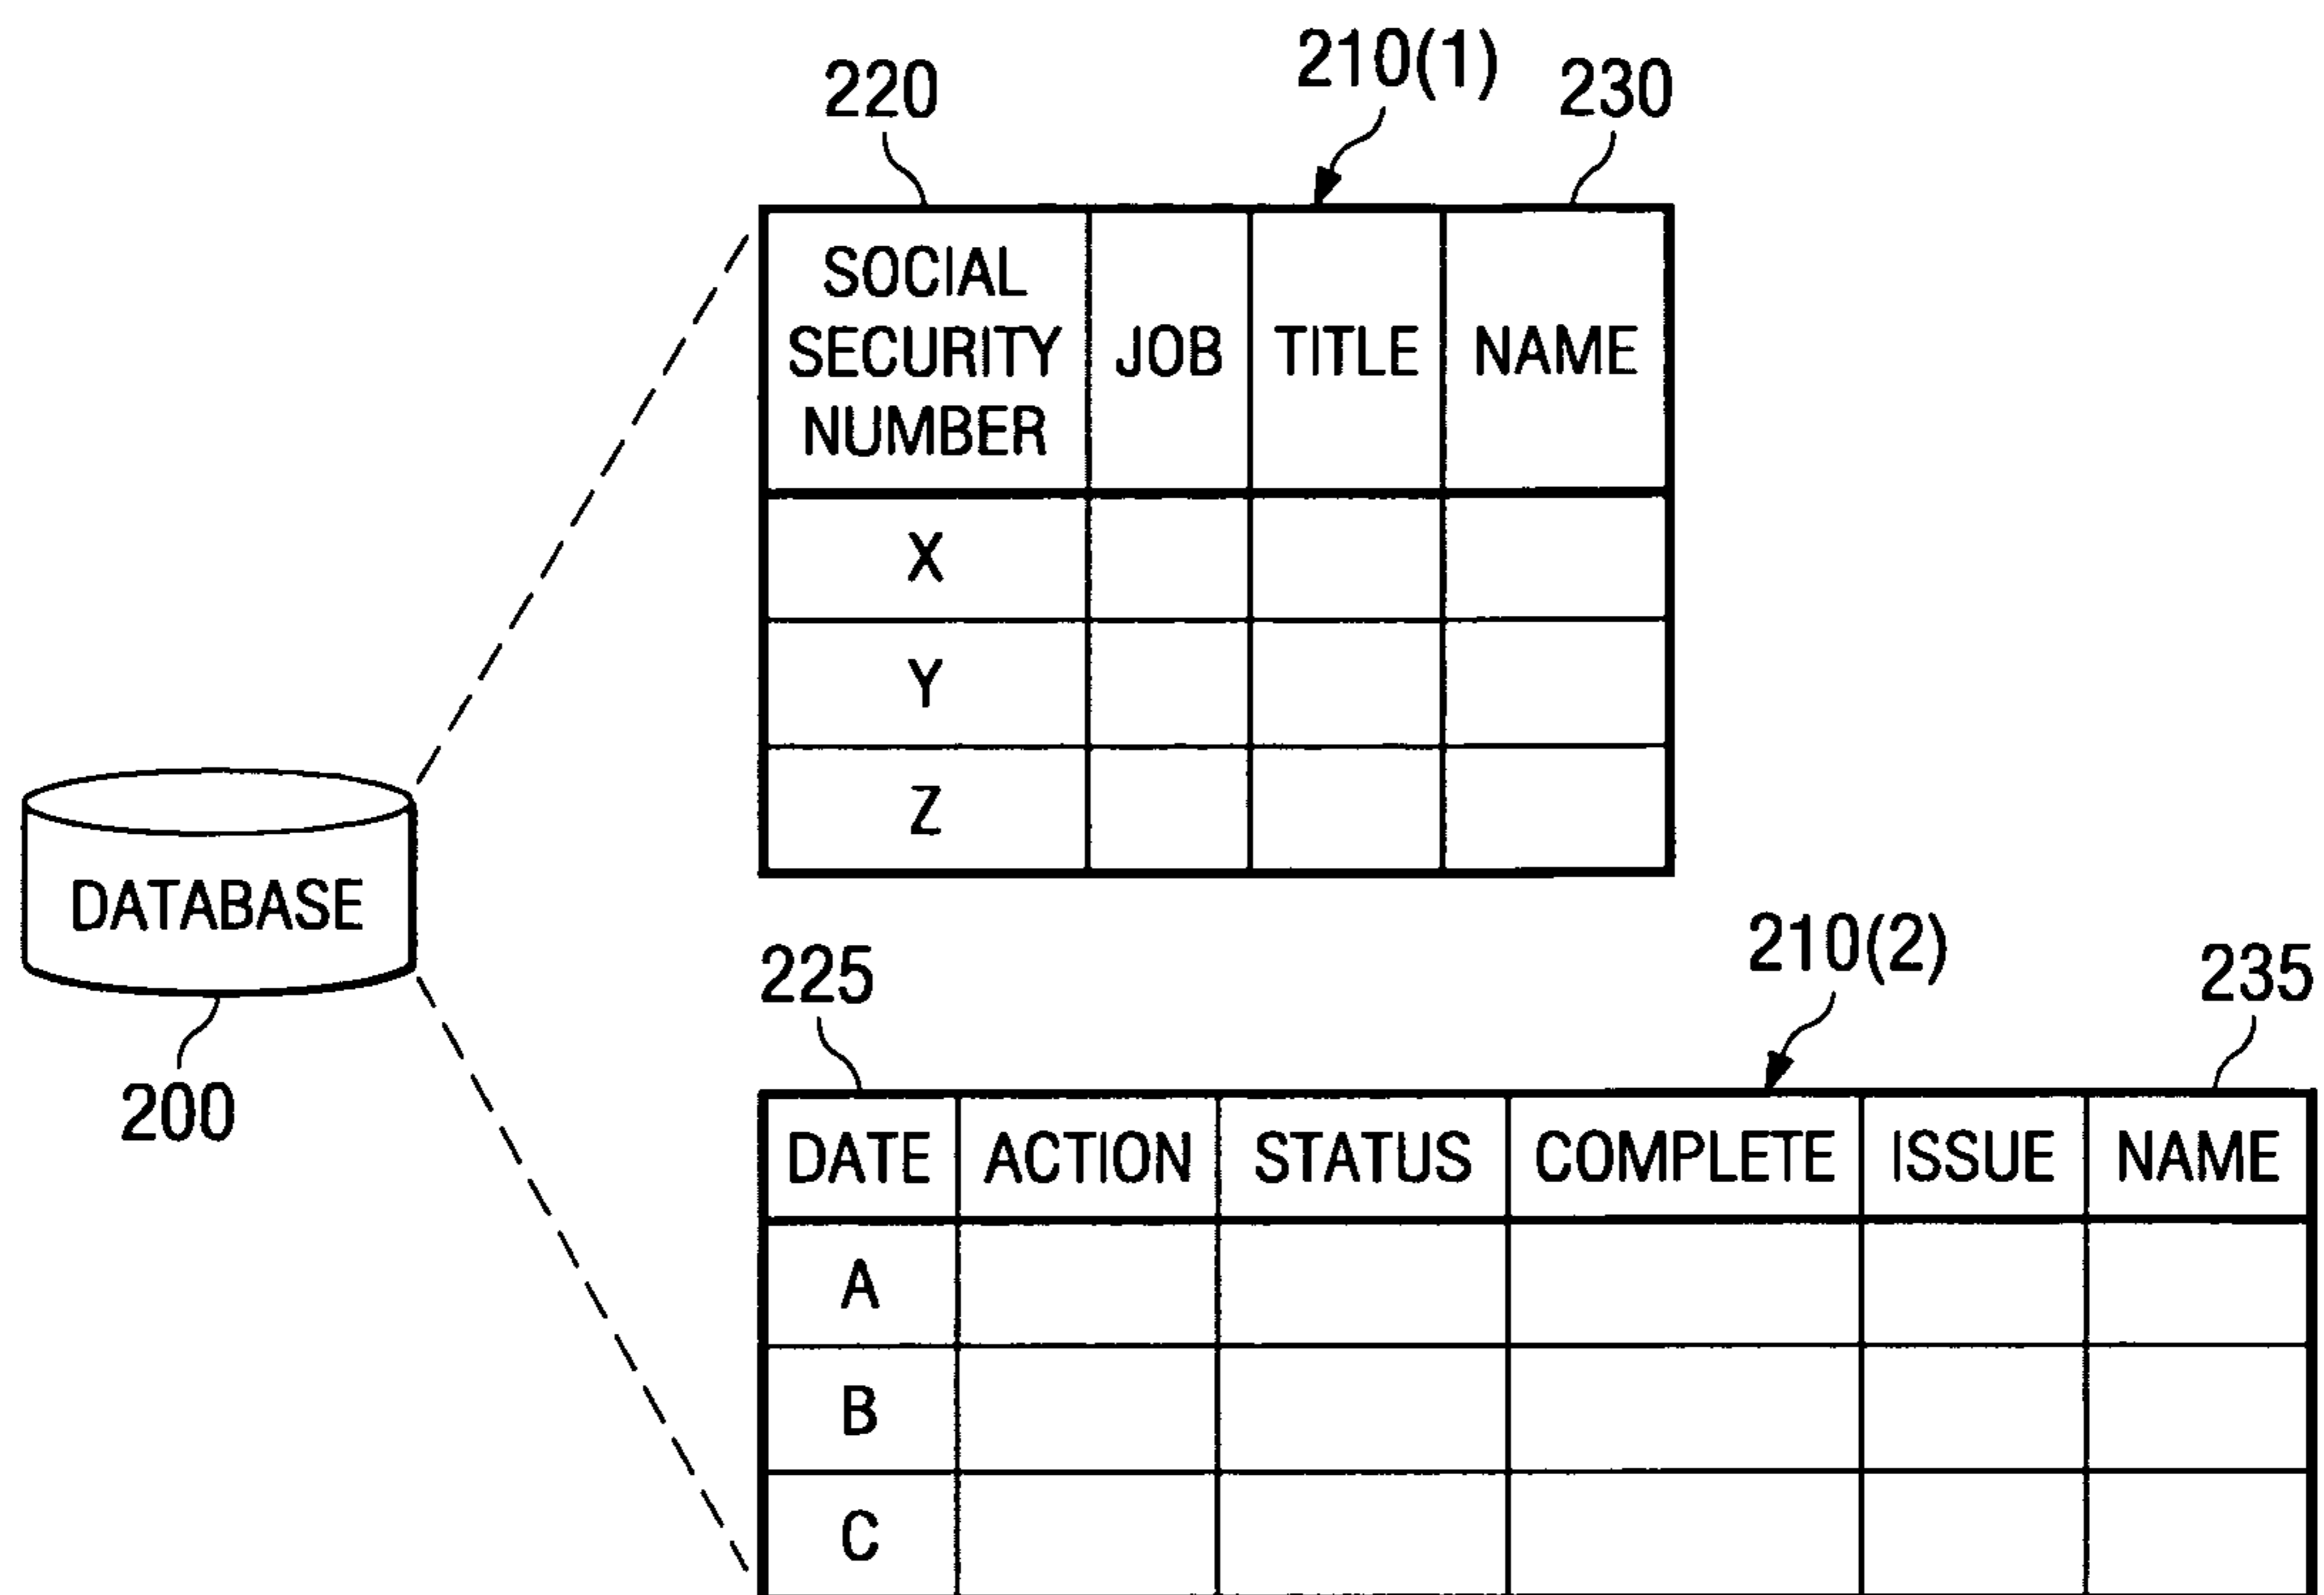 220
210(1)
230
SOCIAL
SECURITY
NUMBER
JOB
TITLE
NAME
X
Y
Z
DATABASE
200
225
210(2)
235
DATE
ACTION
STATUS
COMPLETE
ISSUE
NAME
A
B
C